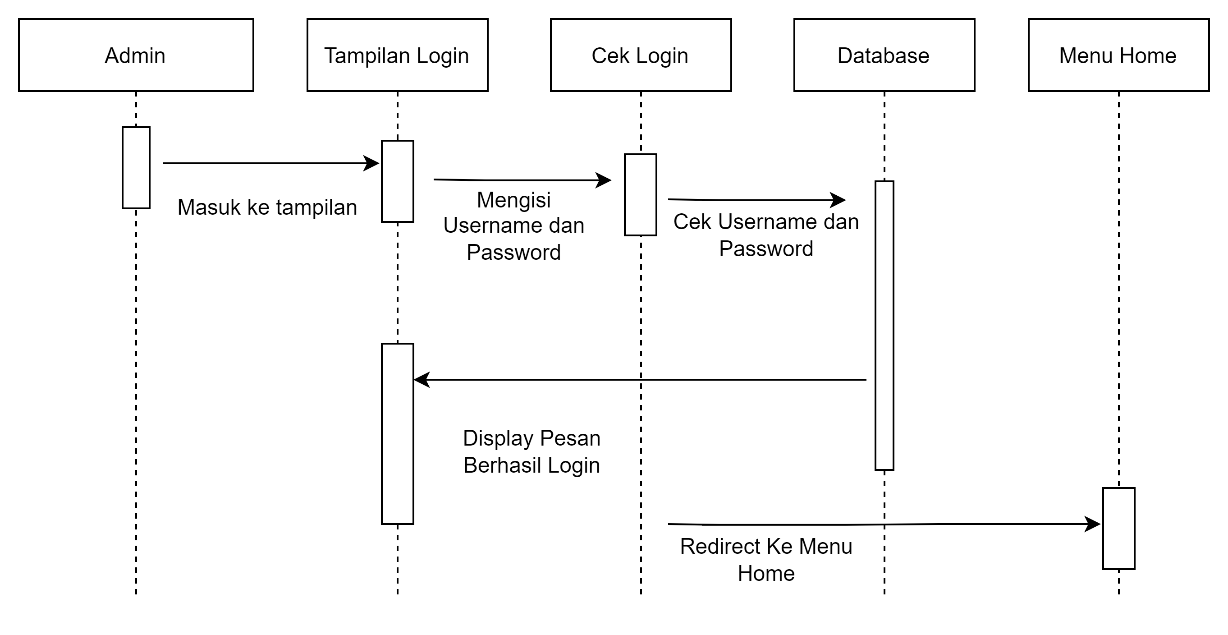 Admin
Tampilan Login
Cek Login
Database
Menu Home
Masuk ke tampilan
Mengisi
Username dan
Password
Cek Username dan
Password
Display Pesan
Berhasil Login
Redirect Ke Menu
Home